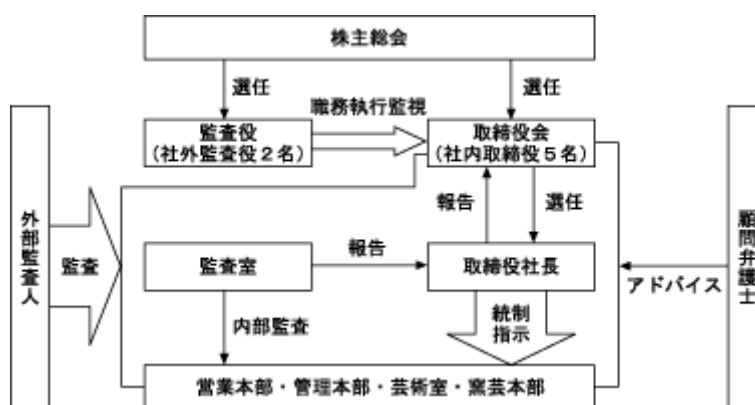 株主総会
選任
選任
職務執行監視
監査役
(社外監査役2名)
取締役会
(社内取締役5名)
外部監査人
監査
報告
選任
顧問弁護士
監査室
報告
取締役社長
アドバイス
内部監査
統制
指示
営業本部・管理本部・芸術室・窯芸本部